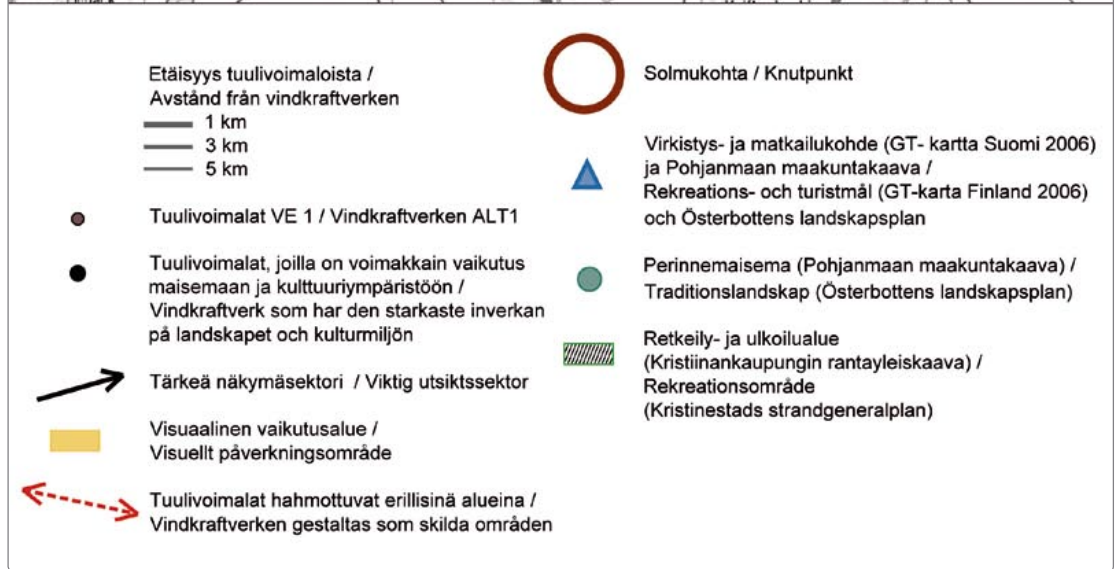 Etäisyys tuulivoimaloista /
Avstånd från vindkraftverken
1 km
3 km
5 km
Tuulivoimalat VE 1 / Vindkraftverken ALT1
Tuulivoimalat, joilla on voimakkain vaikutus
maisemaan ja kulttuuriympäristöön /
Vindkraftverk som har den starkaste inverkan
på landskapet och kulturmiljön
Tärkeä näkymäsektori / Viktig utsiktssektor
Visuaalinen vaikutusalue /
Visuellt påverkningsområde
Tuulivoimalat hahmottuvat erillisinä alueina /
Vindkraftverken gestaltas som skilda områden
Solmukohta / Knutpunkt
Virkistys- ja matkailukohde (GT- kartta Suomi 2006)
ja Pohjanmaan maakuntakaava /
Rekreations- och turistmål (GT-karta Finland 2006)
och Österbottens landskapsplan
Perinnemaisema (Pohjanmaan maakuntakaava) /
Traditionslandskap (Österbottens landskapsplan)
Retkeily- ja ulkoilualue
(Kristiinankaupungin rantayleiskaava) /
Rekreationsområde
(Kristinestads strandgeneralplan)